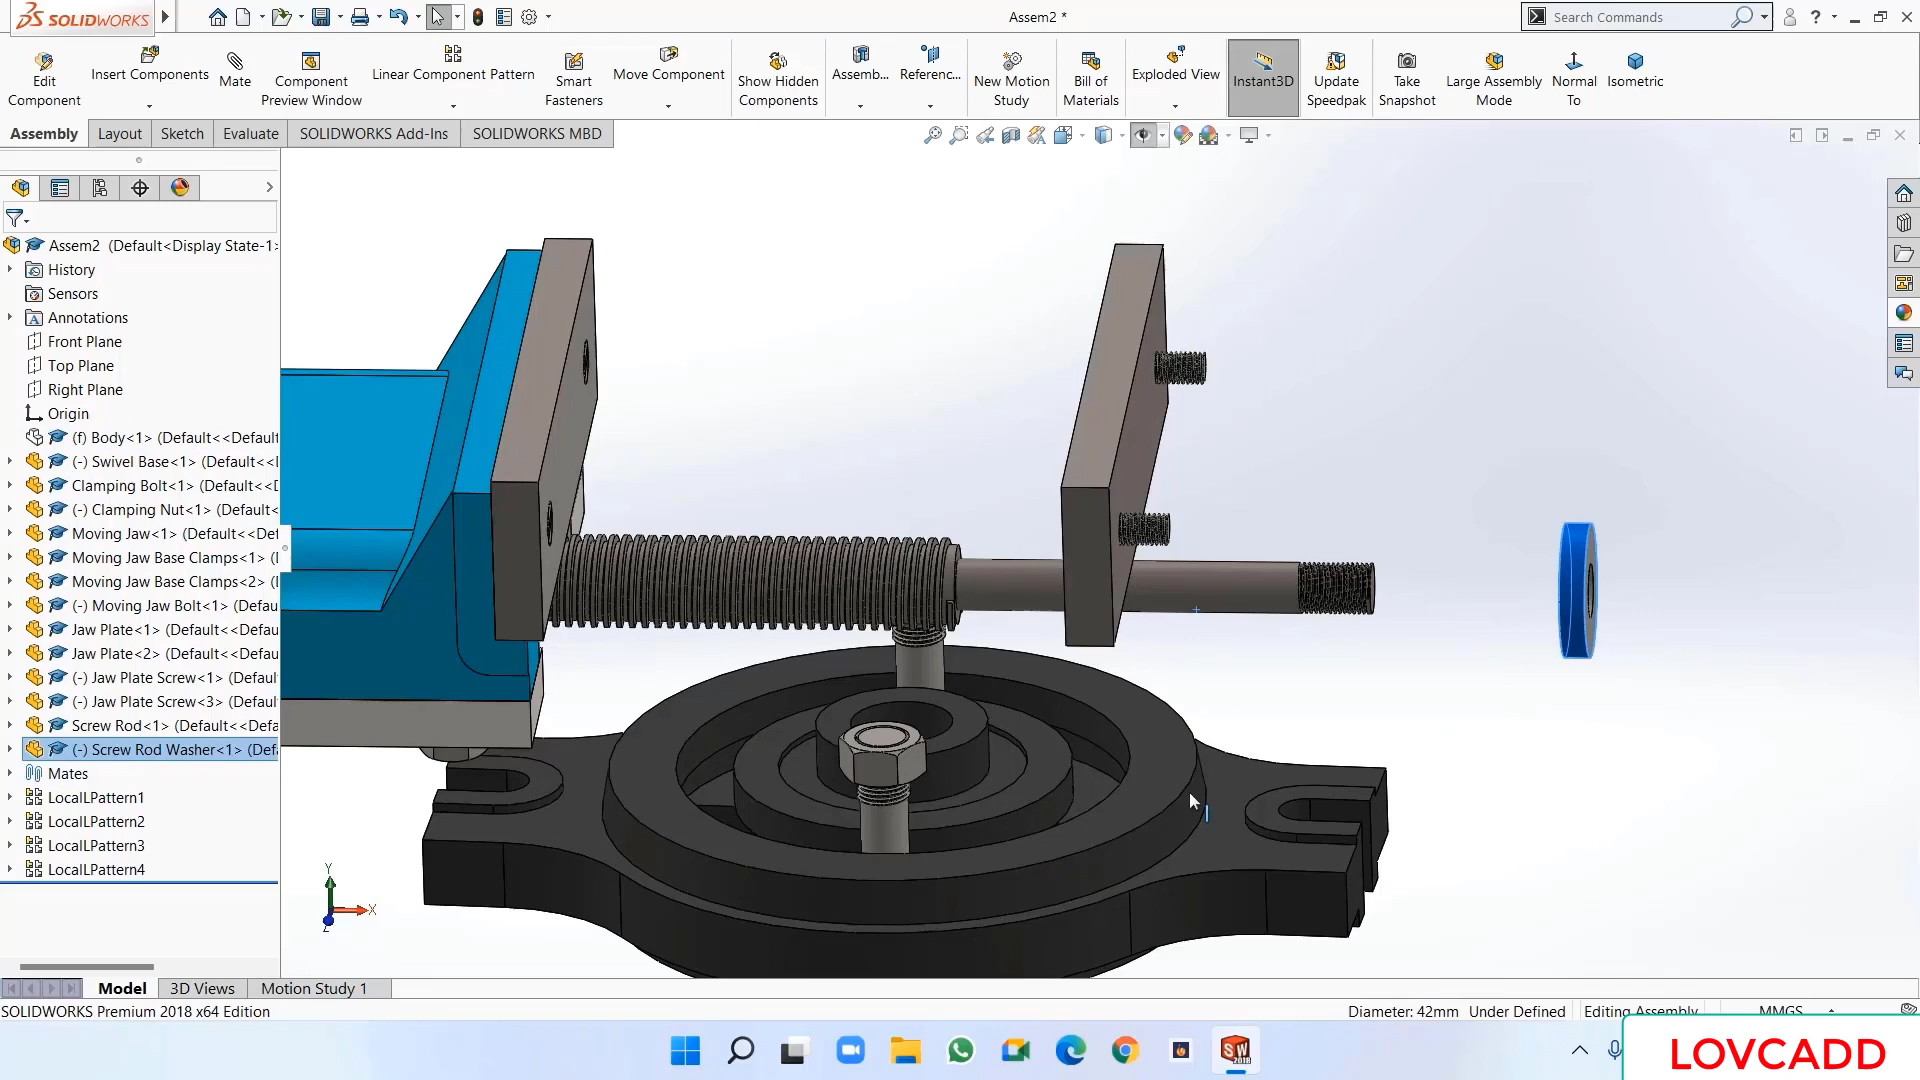 SOLIDWORKS
Assem2 *
Search Commands
Edit Component
Insert Components
Mate
Component Preview Window
Linear Component Pattern
Smart Fasteners
Move Component
Show Hidden Components
Assemb...
Referenc...
New Motion Study
Bill of Materials
Exploded View
Instant3D
Update Speedpak
Take Snapshot
Large Assembly Mode
Normal To
Isometric
Assembly
Layout
Sketch
Evaluate
SOLIDWORKS Add-Ins
SOLIDWORKS MBD
Assem2 (Default<Display State-1>
History
Sensors
Annotations
Front Plane
Top Plane
Right Plane
Origin
(f) Body<1> (Default<<Default
(-) Swivel Base<1> (Default<<
Clamping Bolt<1> (Default<<
(-) Clamping Nut<1> (Default<
Moving Jaw<1> (Default<<Def
Moving Jaw Base Clamps<1> (
Moving Jaw Base Clamps<2> (
(-) Moving Jaw Bolt<1> (Defau
Jaw Plate<1> (Default<<Defau
Jaw Plate<2> (Default<<Defau
(-) Jaw Plate Screw<1> (Defaul
(-) Jaw Plate Screw<3> (Defaul
Screw Rod<1> (Default<<Defa
(-) Screw Rod Washer<1> (Def
Mates
LocalLPattern1
LocalLPattern2
LocalLPattern3
LocalLPattern4
Y
X
Z
Model
3D Views
Motion Study 1
SOLIDWORKS Premium 2018 x64 Edition
Diameter: 42mm
Under Defined
Editing Assembly
MMGS
SW
2018
LOVCADD